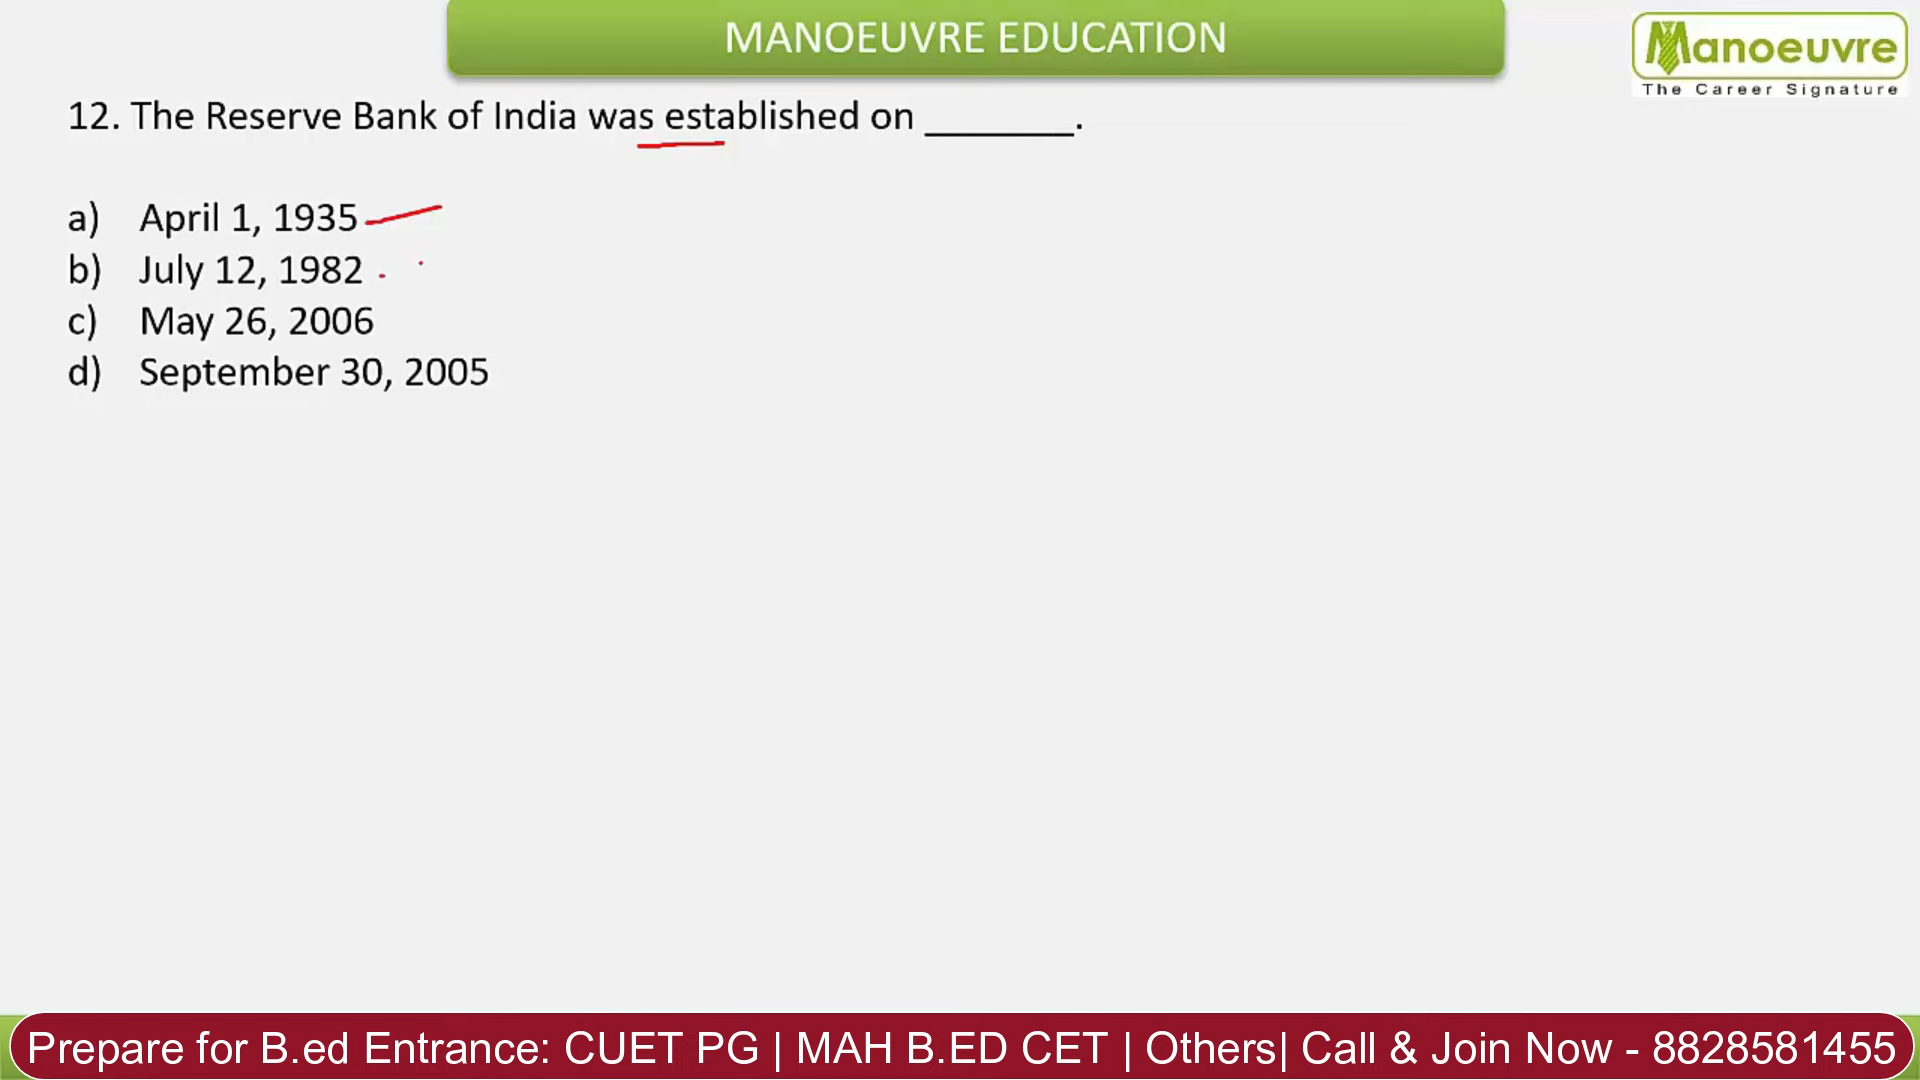 MANOEUVRE EDUCATION
Manoeuvre
The Career Signature
12. The Reserve Bank of India was established on _______.
a) April 1, 1935
b) July 12, 1982
c) May 26, 2006
d) September 30, 2005
Prepare for B.ed Entrance: CUET PG | MAH B.ED CET | Others| Call & Join Now - 8828581455